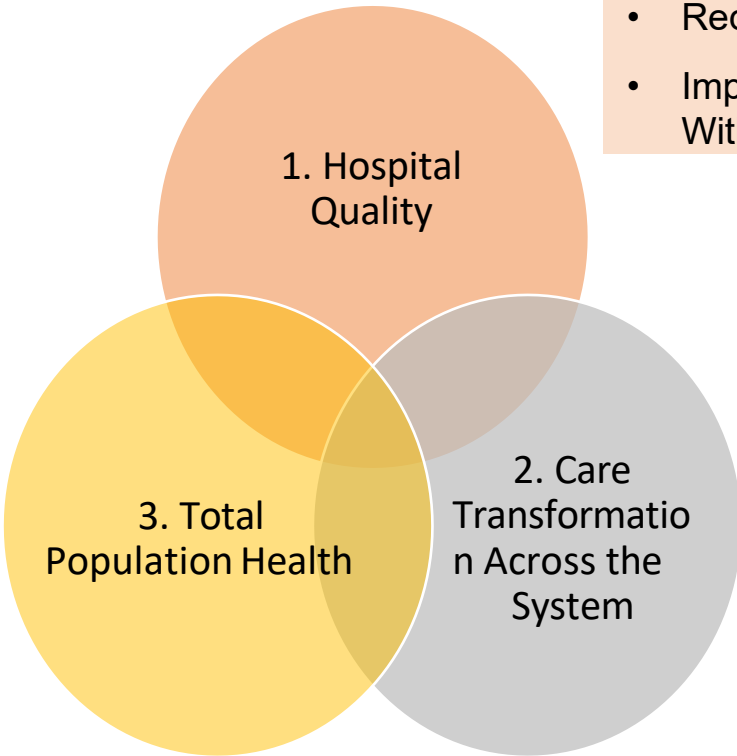 1. Hospital
Quality
2. Care
Transformatio
n Across the
System
3. Total
Population Health